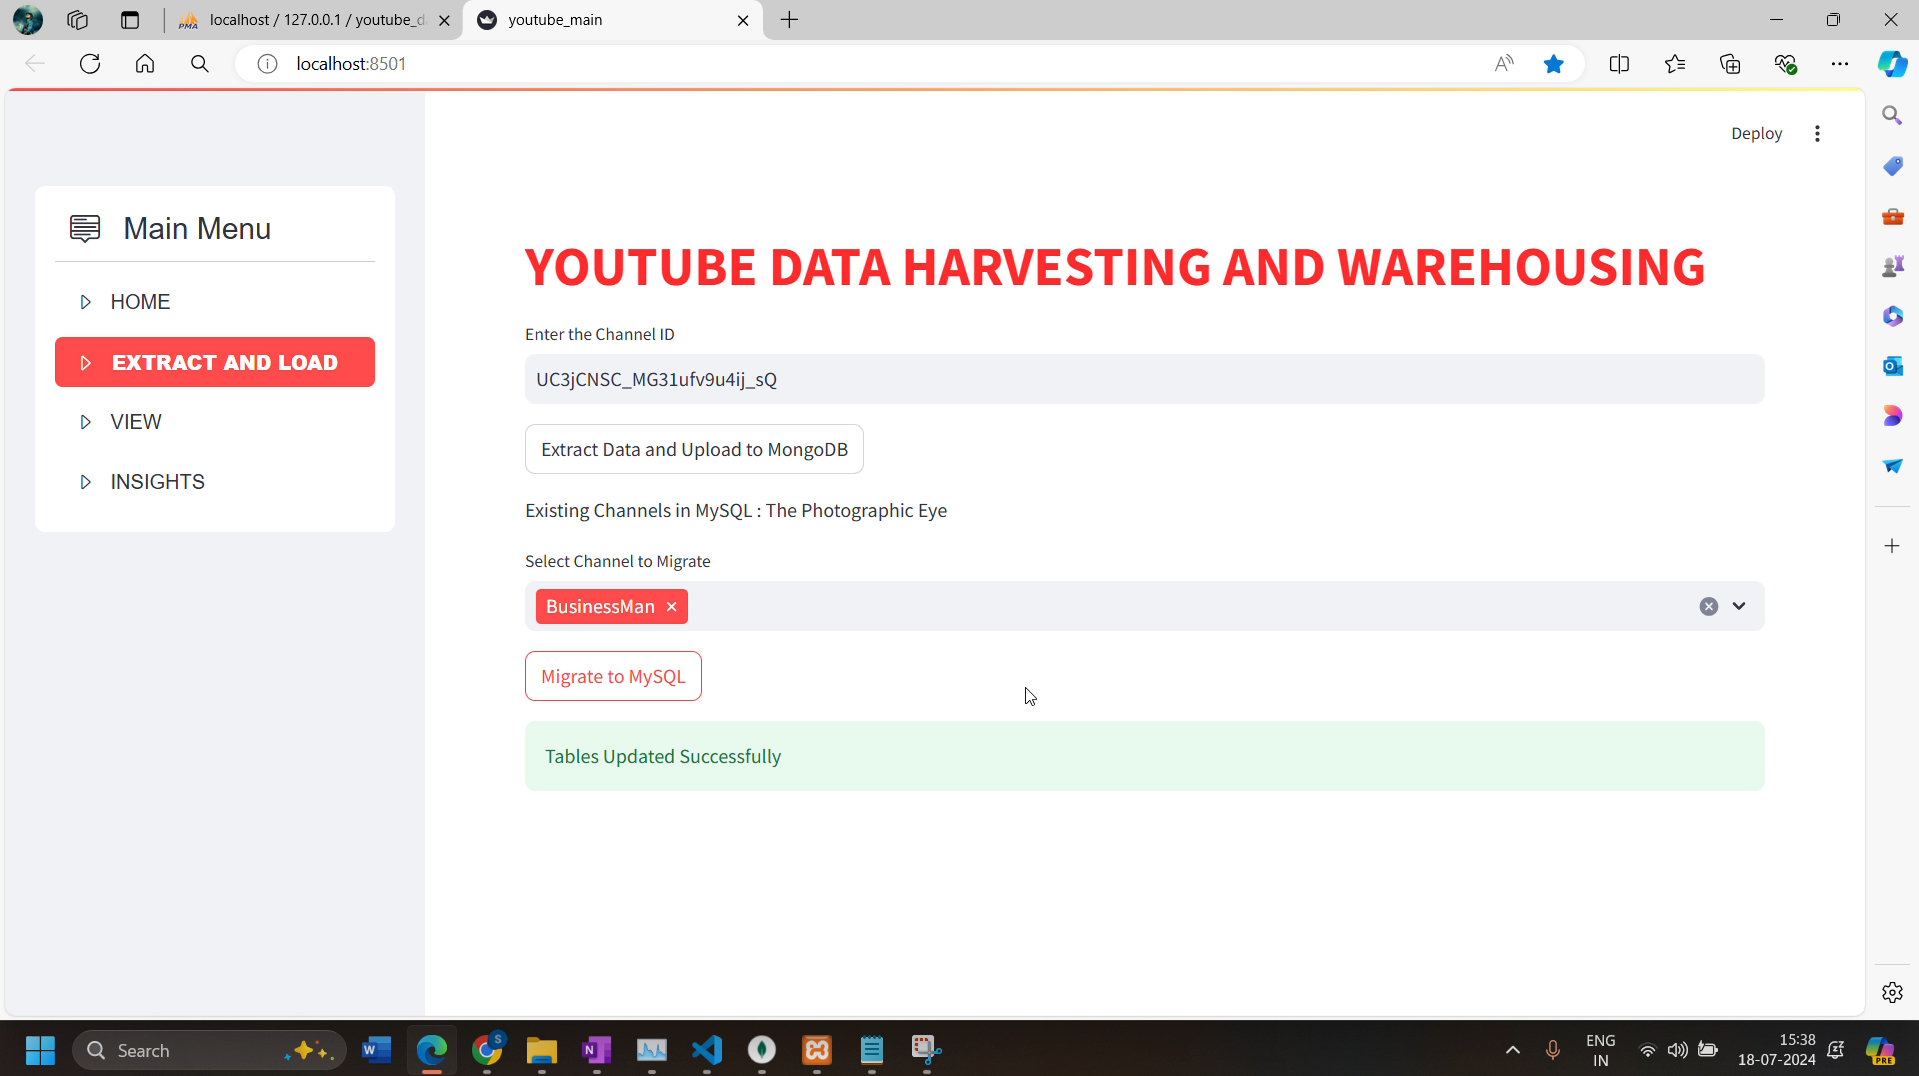 localhost / 127.0.0.1 / youtube_d
youtube_main
localhost:8501
Deploy
Main Menu
HOME
EXTRACT AND LOAD
VIEW
INSIGHTS
YOUTUBE DATA HARVESTING AND WAREHOUSING
Enter the Channel ID
UC3jCNSC_MG31ufv9u4ij_sQ
Extract Data and Upload to MongoDB
Existing Channels in MySQL : The Photographic Eye
Select Channel to Migrate
BusinessMan
Migrate to MySQL
Tables Updated Successfully
Search
ENG
IN
15:38
18-07-2024
PRE